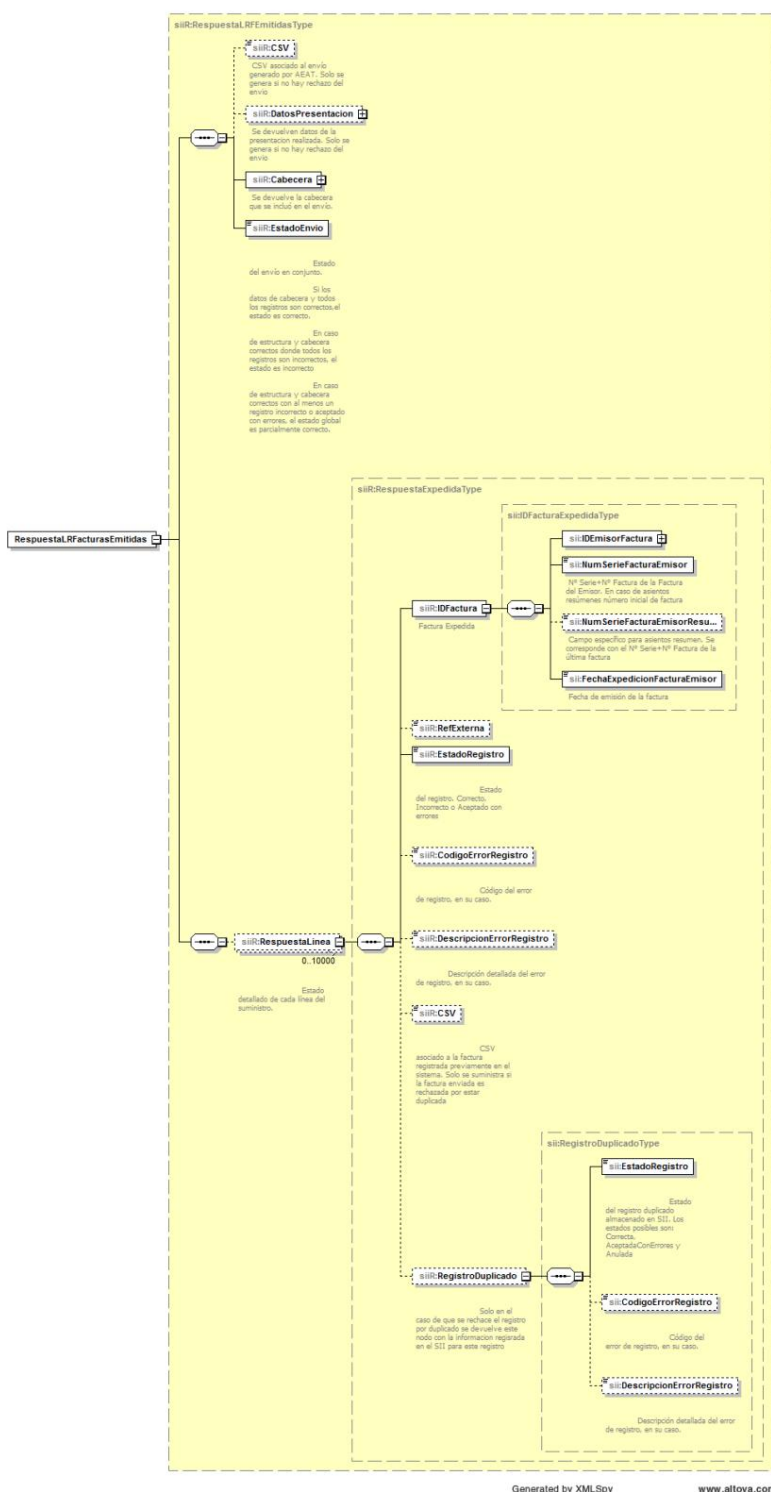 siiR:RespuestaLRFEmitidasType
siiR:CSV
CSV asociado al envío
generado por AEAT. Solo se
genera si no hay rechazo del
envio
siiR:DatosPresentacion
Se devuelven datos de la
presentacion realizada. Solo se
genera si no hay rechazo del
envio
siiR:Cabecera
Se devuelve la cabecera
que se incluó en el envío.
siiR:EstadoEnvio
Estado
del envío en conjunto.
Si los
datos de cabecera y todos
los registros son correctos,el
estado es correcto.
En caso
de estructura y cabecera
correctos donde todos los
registros son incorrectos, el
estado es incorrecto
En caso
de estructura y cabecera
correctos con al menos un
registro incorrecto o aceptado
con errores, el estado global
es parcialmente correcto.
RespuestaLRFacturasEmitidas
siiR:RespuestaLinea
0..10000
Estado
detallado de cada línea del
suministro.
siiR:RespuestaExpedidaType
siiR:IDFactura
Factura Expedida
sii:IDFacturaExpedidaType
sii:IDEmisorFactura
sii:NumSerieFacturaEmisor
Nº Serie+Nº Factura de la Factura
del Emisor. En caso de asientos
resúmenes número inicial de factura
sii:NumSerieFacturaEmisorResu...
Campo específico para asientos resumen. Se
corresponde con el Nº Serie+Nº Factura de la
última factura
sii:FechaExpedicionFacturaEmisor
Fecha de emisión de la factura
siiR:RefExterna
siiR:EstadoRegistro
Estado
del registro. Correcto,
Incorrecto o Aceptado con
errores
siiR:CodigoErrorRegistro
Código del error
de registro, en su caso.
siiR:DescripcionErrorRegistro
Descripción detallada del error
de registro, en su caso.
siiR:CSV
CSV
asociado a la factura
registrada previamente en el
sistema. Solo se suministra si
la factura enviada es
rechazada por estar
duplicada
siiR:RegistroDuplicado
Solo en el
caso de que se rechace el registro
por duplicado se devuelve este
nodo con la informacion regisrada
en el SII para este registro
sii:RegistroDuplicadoType
sii:EstadoRegistro
Estado
del registro duplicado
almacenado en SII. Los
estados posibles son:
Correcta,
AceptadaConErrores y
Anulada
sii:CodigoErrorRegistro
Código del
error de registro, en su caso.
sii:DescripcionErrorRegistro
Descripción detallada del error
de registro, en su caso.
Generated by XMLSpy
www.altova.com